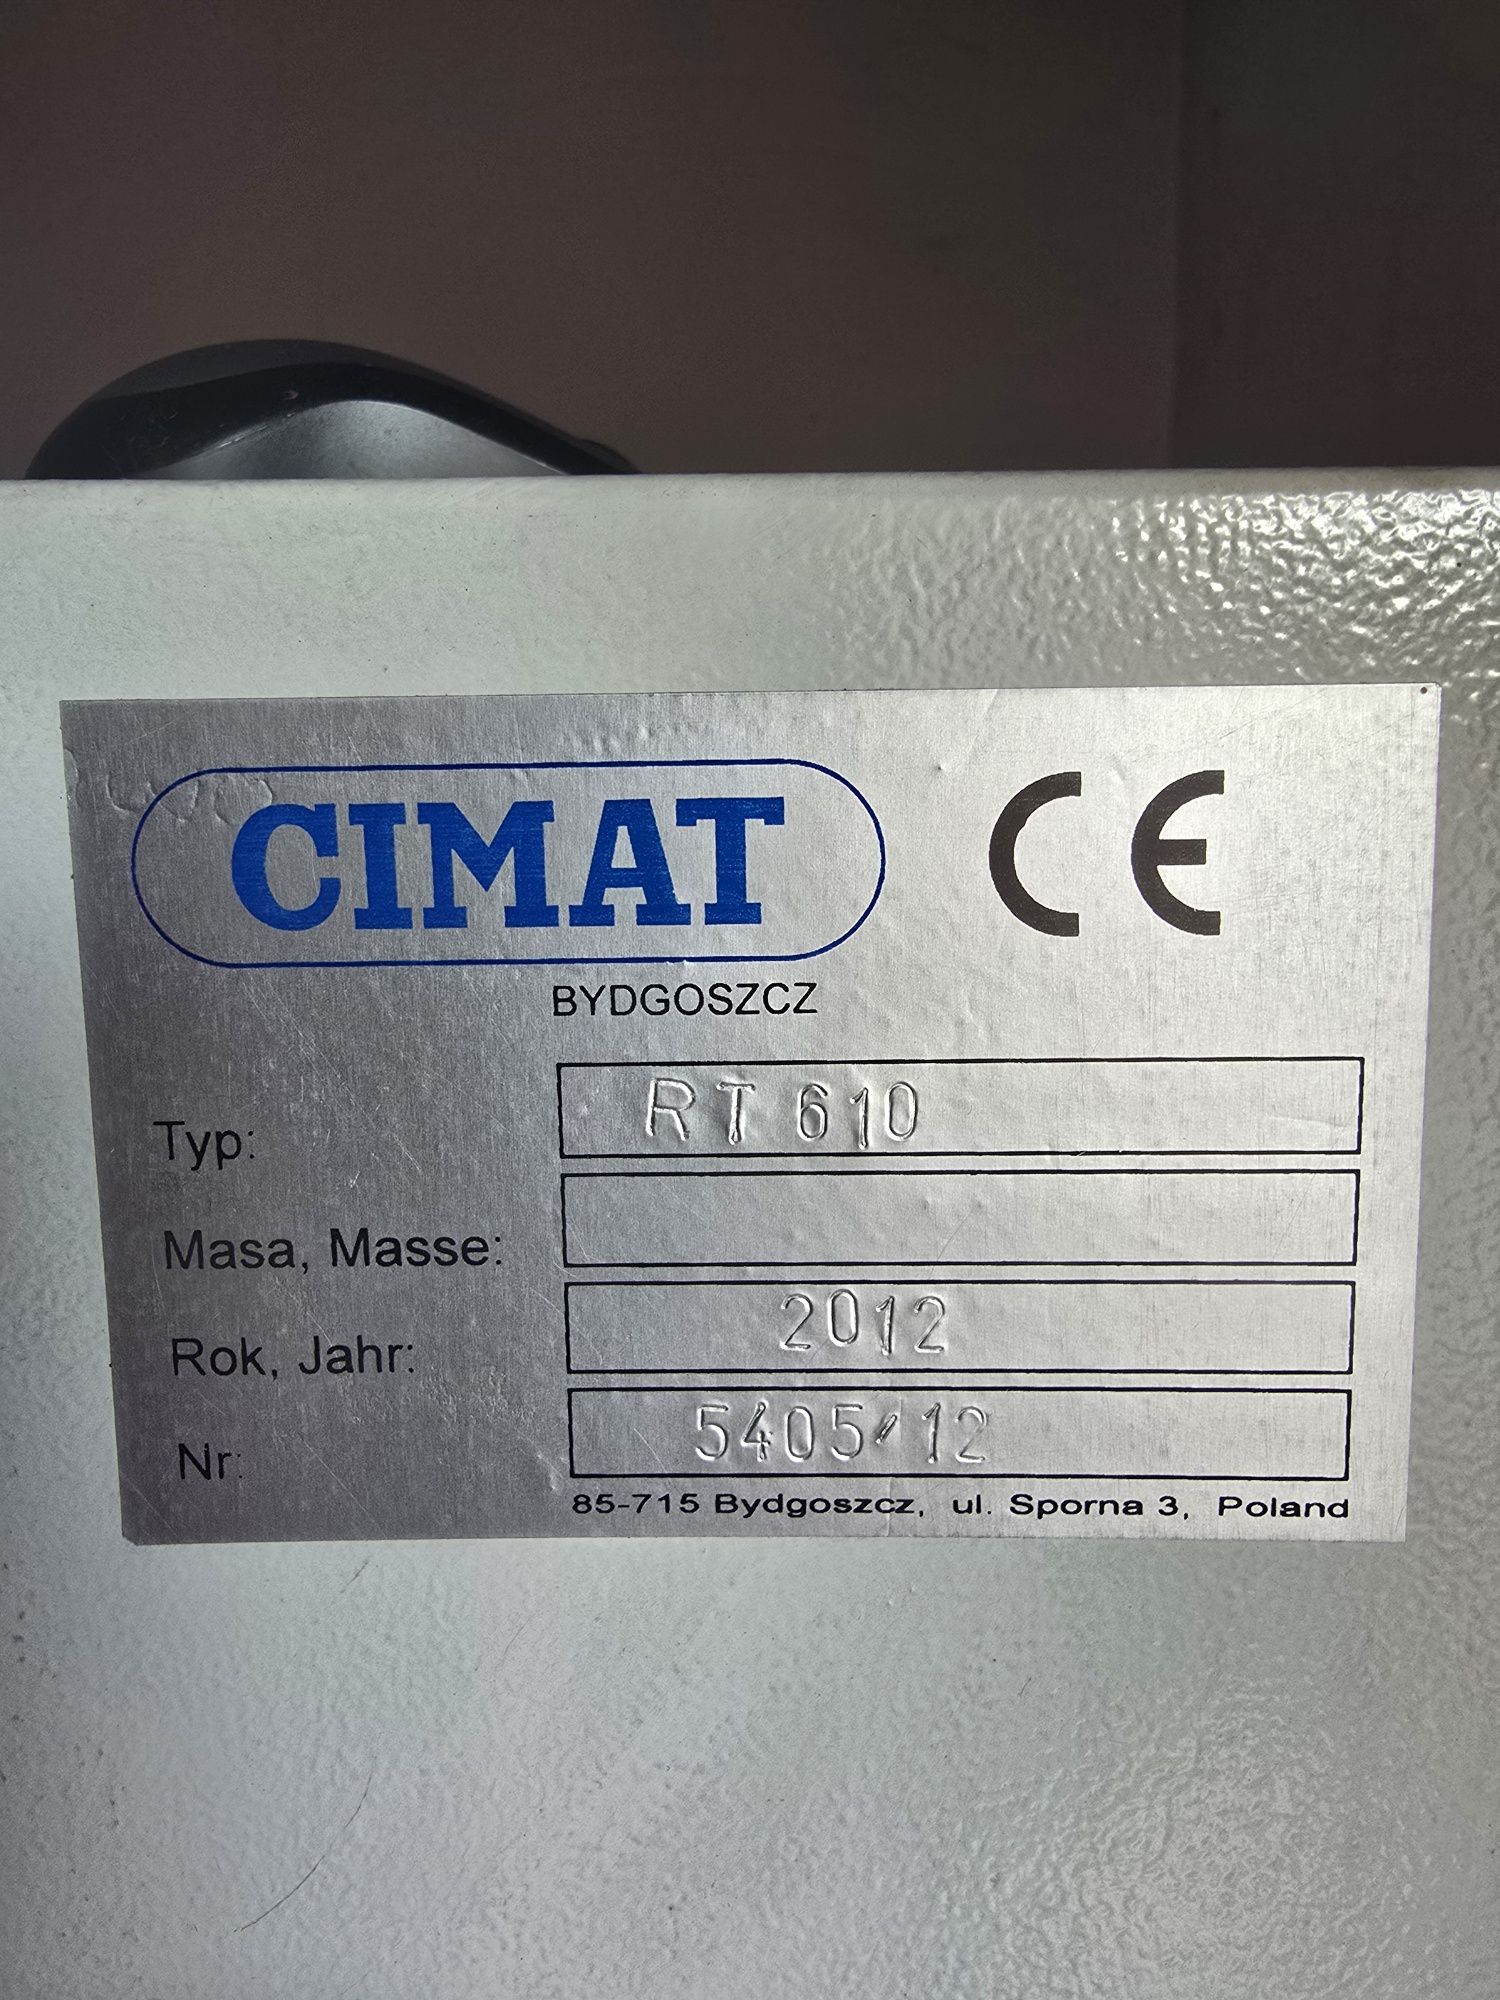 CIMAT CE
BYDGOSZCZ
Typ: RT 610
Masa, Masse:
Rok, Jahr: 2012
Nr: 5405/12
85-715 Bydgoszcz, ul. Sporna 3, Poland